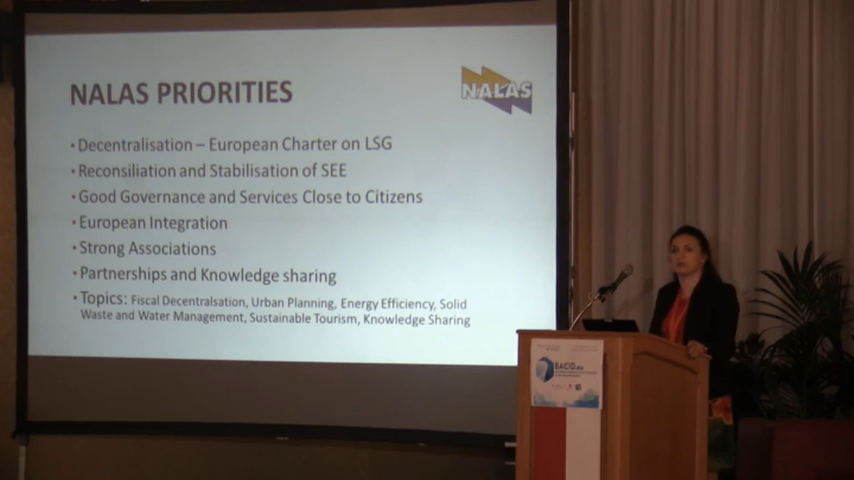 NALAS PRIORITIES
NALAS
• Decentralisation – European Charter on LSG
• Reconsiliation and Stabilisation of SEE
• Good Governance and Services Close to Citizens
• European Integration
• Strong Associations
• Partnerships and Knowledge sharing
• Topics: Fiscal Decentralsation, Urban Planning, Energy Efficiency, Solid
Waste and Water Management, Sustainable Tourism, Knowledge Sharing
BACID.eu